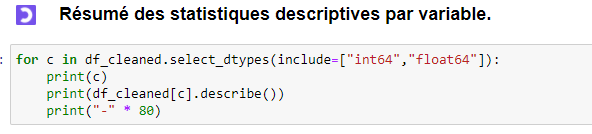 Résumé des statistiques descriptives par variable.
: for c in df_cleaned.select_dtypes(include=["int64","float64"]):
    print(c)
    print(df_cleaned[c].describe())
    print("-" * 80)